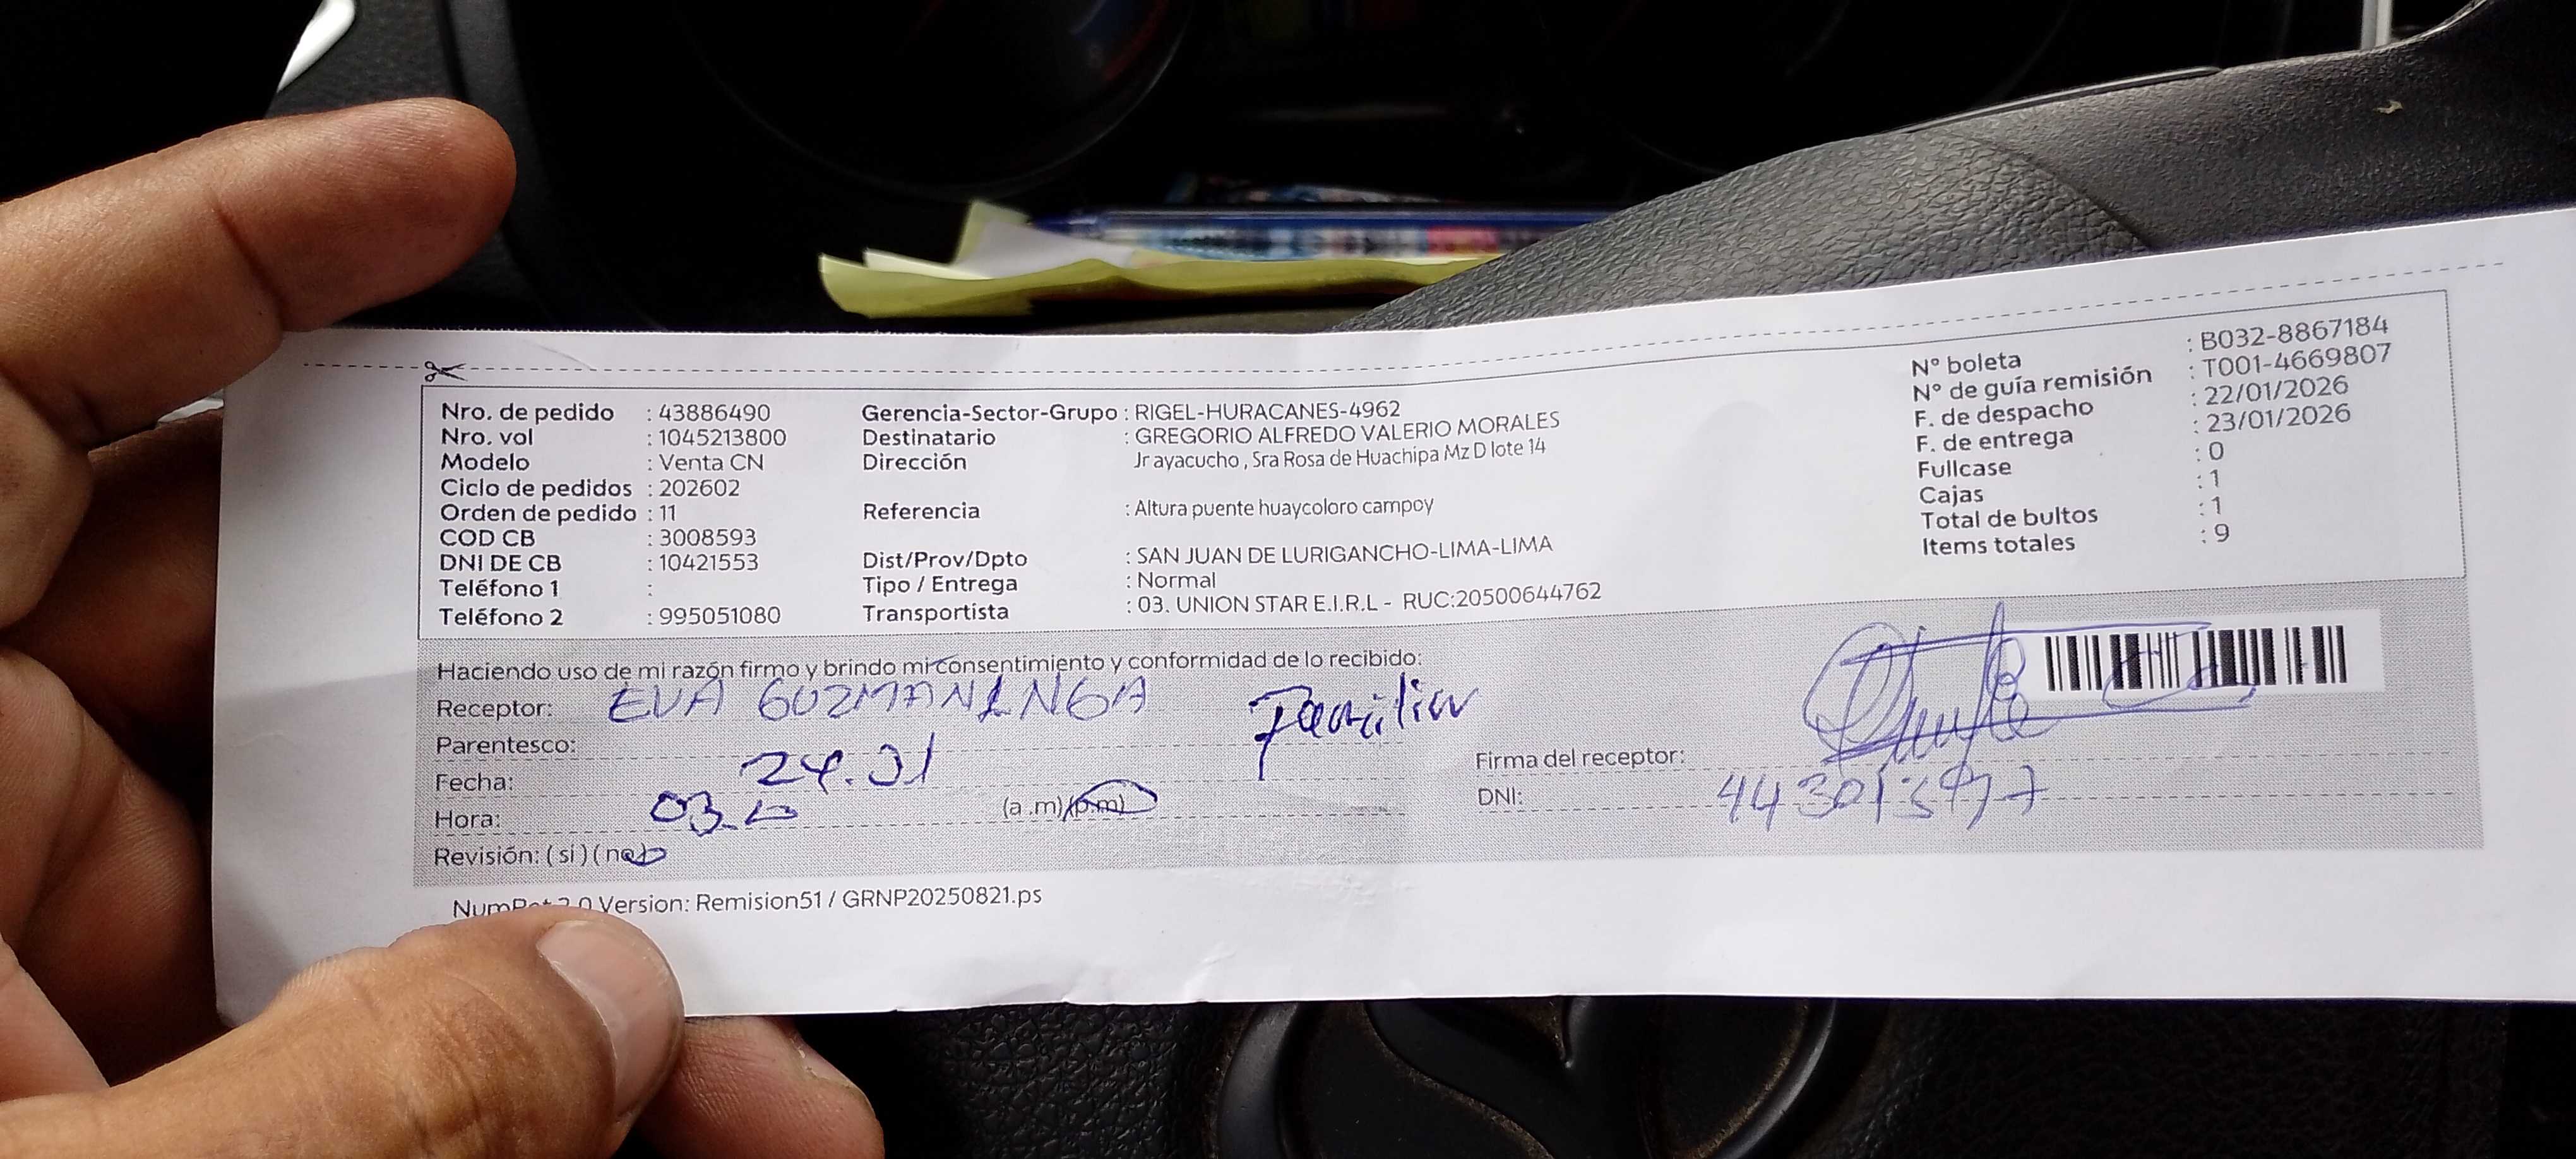 Nro. de pedido : 43886490
Nro. vol : 1045213800
Modelo : Venta CN
Ciclo de pedidos : 202602
Orden de pedido : 11
COD CB : 3008593
DNI DE CB : 10421553
Teléfono 1 :
Teléfono 2 : 995051080
Gerencia-Sector-Grupo : RIGEL-HURACANES-4962
Destinatario : GREGORIO ALFREDO VALERIO MORALES
Dirección Jr ayacucho , Sra Rosa de Huachipa Mz D lote 14
Referencia : Altura puente huaycoloro campoy
Dist/Prov/Dpto : SAN JUAN DE LURIGANCHO-LIMA-LIMA
Tipo / Entrega : Normal
Transportista : 03. UNION STAR E.I.R.L - RUC:20500644762
Nº boleta : B032-8867184
Nº de guía remisión : T001-4669807
F. de despacho : 22/01/2026
F. de entrega : 23/01/2026
Fullcase : 0
Cajas : 1
Total de bultos : 1
Items totales : 9
Haciendo uso de mi razón firmo y brindo mi consentimiento y conformidad de lo recibido:
Receptor: EVA GUZMAN INGA
Parentesco:
Fecha: 24.01
Hora: 03. (a .m)/(p.m)
Revisión: ( si ) ( no )
Firma del receptor:
DNI:
2.0 Version: Remision51 / GRNP20250821.ps